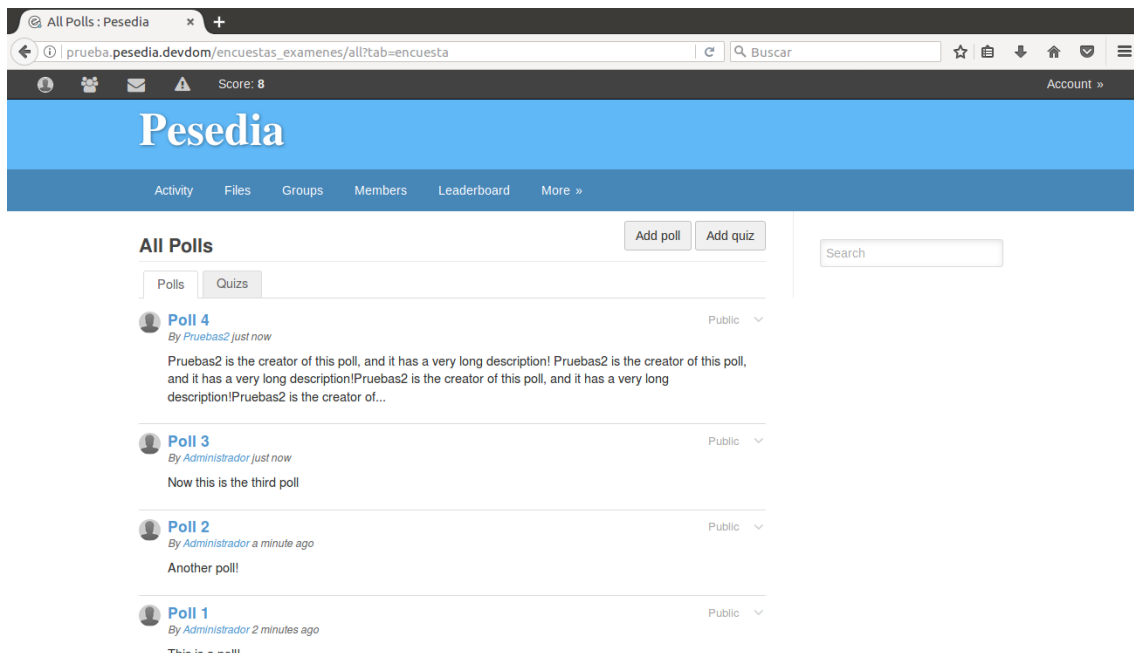 All Polls : Pesedia
prueba.pesedia.devdom/encuestas_examenes/all?tab=encuesta
Buscar
Score: 8
Account »
Pesedia
Activity Files Groups Members Leaderboard More »
All Polls
Add poll Add quiz
Search
Polls Quizs
Poll 4
Public
By Pruebas2 just now
Pruebas2 is the creator of this poll, and it has a very long description! Pruebas2 is the creator of this poll,
and it has a very long description!Pruebas2 is the creator of this poll, and it has a very long
description!Pruebas2 is the creator of...
Poll 3
Public
By Administrador just now
Now this is the third poll
Poll 2
Public
By Administrador a minute ago
Another poll!
Poll 1
Public
By Administrador 2 minutes ago
This is a poll!